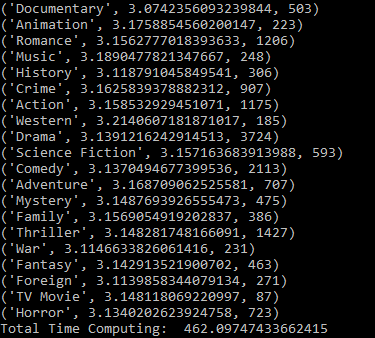 ('Documentary', 3.0742356093239844, 503)
('Animation', 3.1758854560200147, 223)
('Romance', 3.1562777018393633, 1206)
('Music', 3.1890477821347667, 248)
('History', 3.118791045849541, 306)
('Crime', 3.1625839378882312, 907)
('Action', 3.158532929451071, 1175)
('Western', 3.2140607181871017, 185)
('Drama', 3.1391216242914513, 3724)
('Science Fiction', 3.157163683913988, 593)
('Comedy', 3.1370494677399536, 2113)
('Adventure', 3.168709062525581, 707)
('Mystery', 3.1487693926555473, 475)
('Family', 3.1569054919202837, 386)
('Thriller', 3.148281748166091, 1427)
('War', 3.1146633826061416, 231)
('Fantasy', 3.142913521900702, 463)
('Foreign', 3.1139858344079134, 271)
('TV Movie', 3.148118069220997, 87)
('Horror', 3.1340202623924758, 723)
Total Time Computing:  462.09747433662415